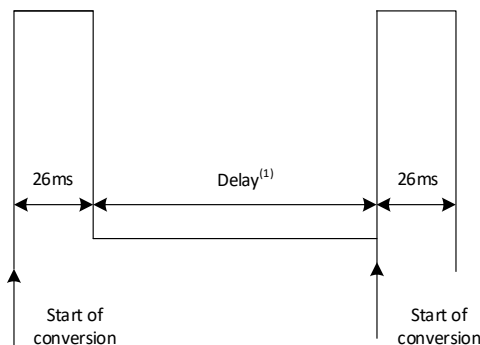 26ms
Delay(1)
26ms
Start of
conversion
Start of
conversion